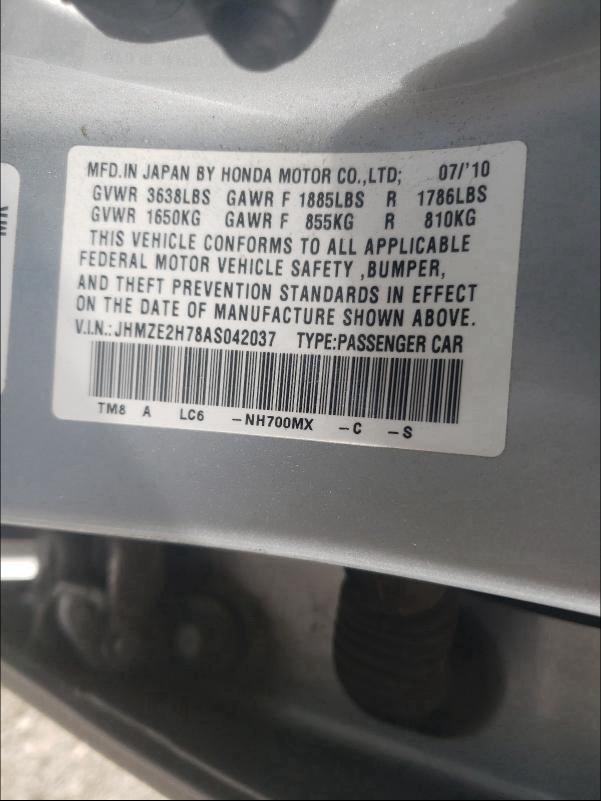 MFD.IN JAPAN BY HONDA MOTOR CO.,LTD; 07/'10
GVWR 3638LBS GAWR F 1885LBS R 1786LBS
GVWR 1650KG GAWR F 855KG R 810KG
THIS VEHICLE CONFORMS TO ALL APPLICABLE
FEDERAL MOTOR VEHICLE SAFETY ,BUMPER,
AND THEFT PREVENTION STANDARDS IN EFFECT
ON THE DATE OF MANUFACTURE SHOWN ABOVE.
V.I.N.: JHMZE2H78AS042037 TYPE:PASSENGER CAR
TM8 A LC6 -NH700MX -C -S